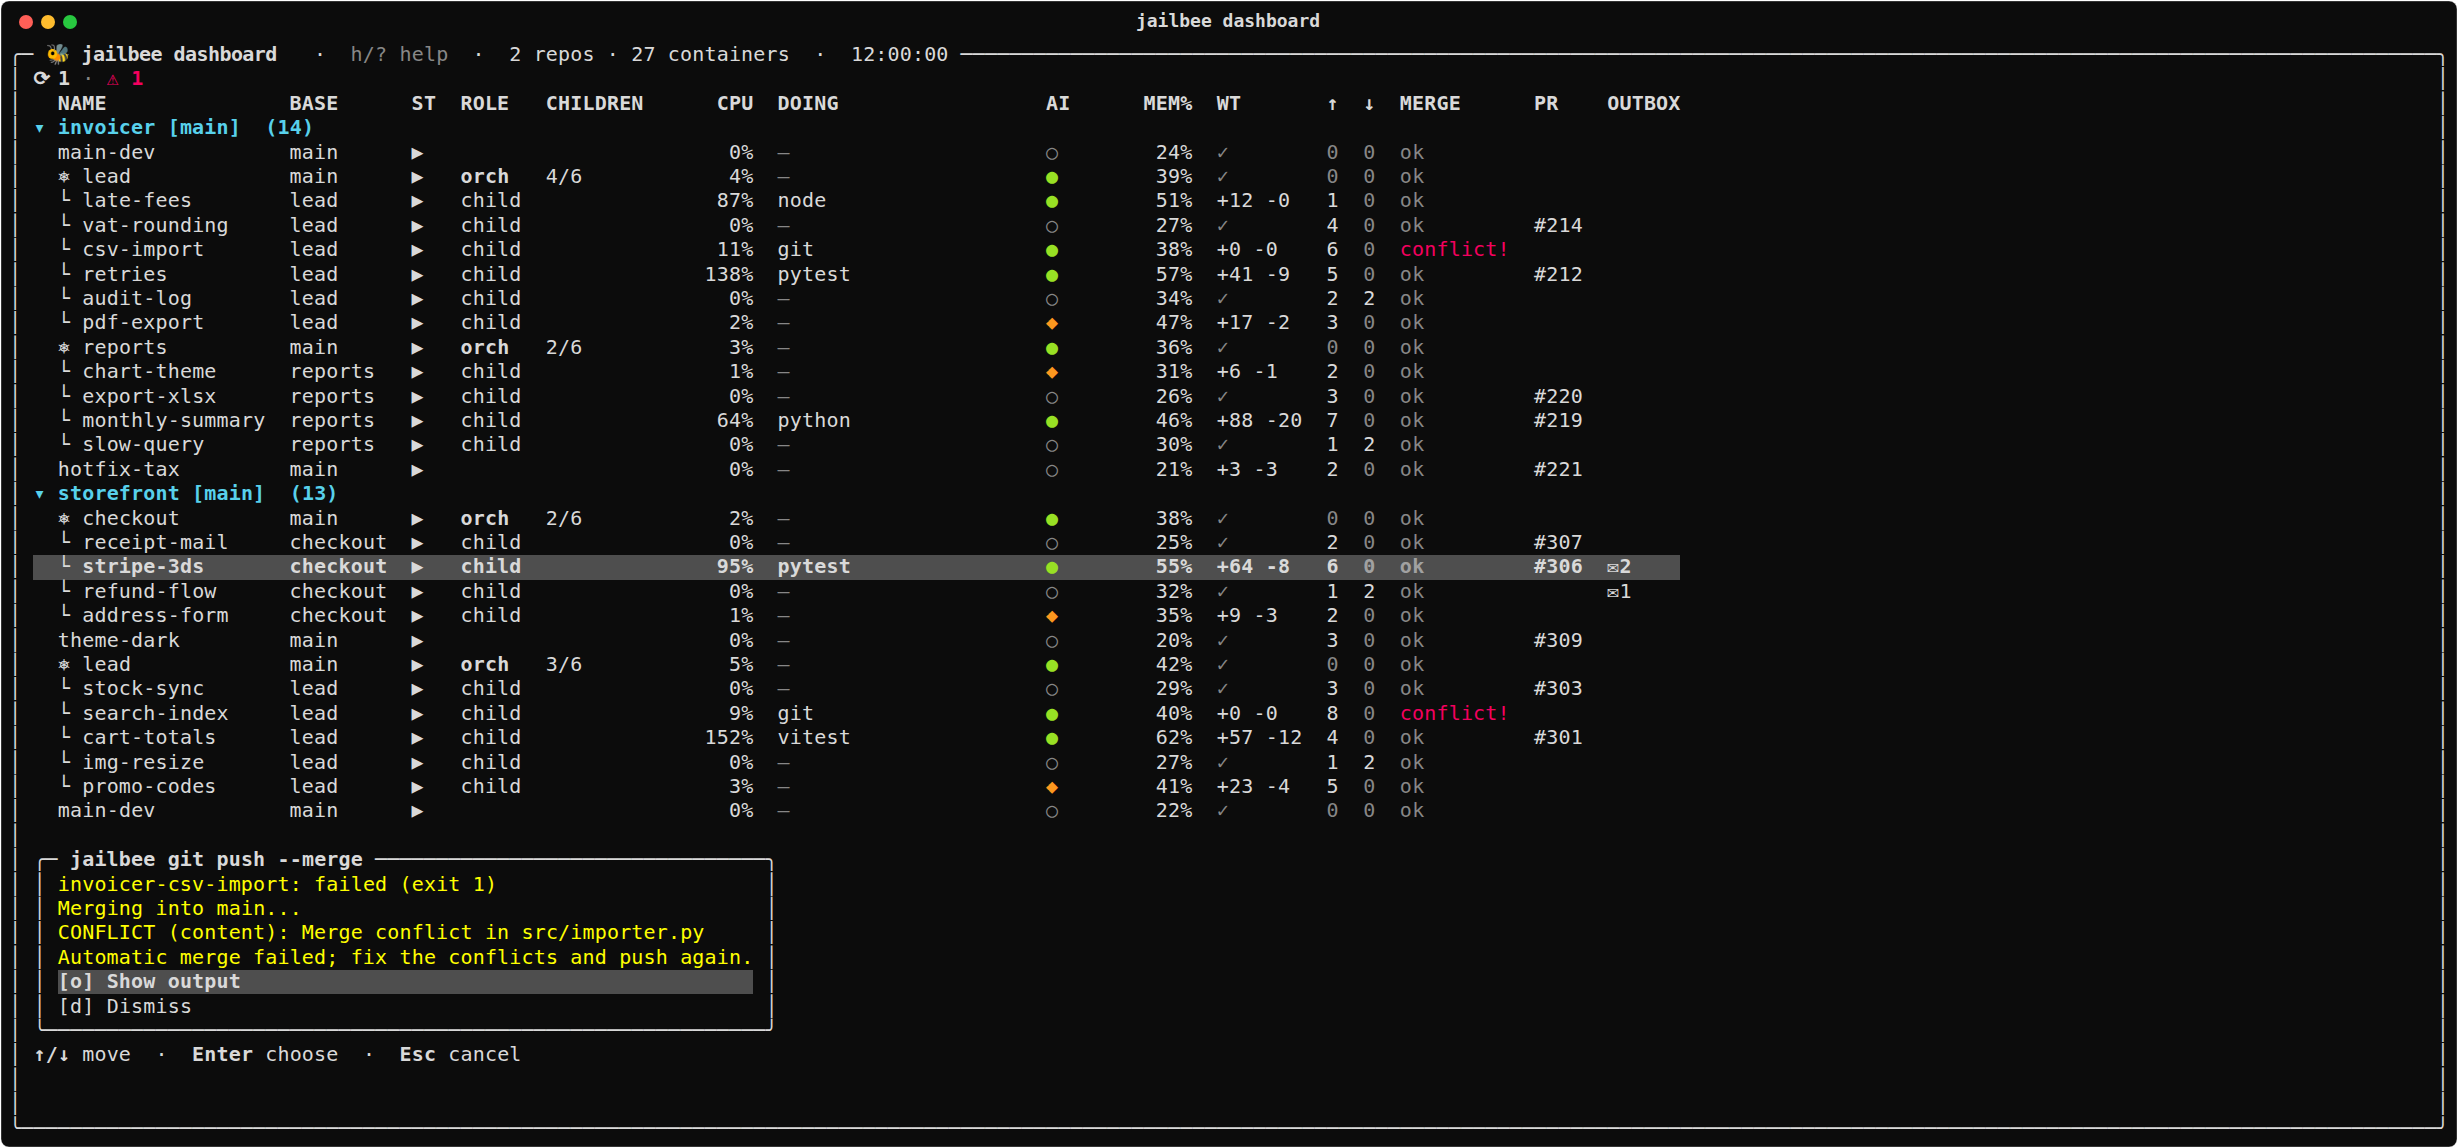 jailbee dashboard
🐝 jailbee dashboard · h/? help · 2 repos · 27 containers · 12:00:00
⟳ 1 · ⚠ 1
NAME BASE ST ROLE CHILDREN CPU DOING AI MEM% WT ↑ ↓ MERGE PR OUTBOX
▾ invoicer [main] (14)
main-dev main ▶ 0% — ○ 24% ✓ 0 0 ok
⎈ lead main ▶ orch 4/6 4% — ● 39% ✓ 0 0 ok
└ late-fees lead ▶ child 87% node ● 51% +12 -0 1 0 ok
└ vat-rounding lead ▶ child 0% — ○ 27% ✓ 4 0 ok #214
└ csv-import lead ▶ child 11% git ● 38% +0 -0 6 0 conflict!
└ retries lead ▶ child 138% pytest ● 57% +41 -9 5 0 ok #212
└ audit-log lead ▶ child 0% — ○ 34% ✓ 2 2 ok
└ pdf-export lead ▶ child 2% — ◆ 47% +17 -2 3 0 ok
⎈ reports main ▶ orch 2/6 3% — ● 36% ✓ 0 0 ok
└ chart-theme reports ▶ child 1% — ◆ 31% +6 -1 2 0 ok
└ export-xlsx reports ▶ child 0% — ○ 26% ✓ 3 0 ok #220
└ monthly-summary reports ▶ child 64% python ● 46% +88 -20 7 0 ok #219
└ slow-query reports ▶ child 0% — ○ 30% ✓ 1 2 ok
hotfix-tax main ▶ 0% — ○ 21% +3 -3 2 0 ok #221
▾ storefront [main] (13)
⎈ checkout main ▶ orch 2/6 2% — ● 38% ✓ 0 0 ok
└ receipt-mail checkout ▶ child 0% — ○ 25% ✓ 2 0 ok #307
└ stripe-3ds checkout ▶ child 95% pytest ● 55% +64 -8 6 0 ok #306 ✉2
└ refund-flow checkout ▶ child 0% — ○ 32% ✓ 1 2 ok ✉1
└ address-form checkout ▶ child 1% — ◆ 35% +9 -3 2 0 ok
theme-dark main ▶ 0% — ○ 20% ✓ 3 0 ok #309
⎈ lead main ▶ orch 3/6 5% — ● 42% ✓ 0 0 ok
└ stock-sync lead ▶ child 0% — ○ 29% ✓ 3 0 ok #303
└ search-index lead ▶ child 9% git ● 40% +0 -0 8 0 conflict!
└ cart-totals lead ▶ child 152% vitest ● 62% +57 -12 4 0 ok #301
└ img-resize lead ▶ child 0% — ○ 27% ✓ 1 2 ok
└ promo-codes lead ▶ child 3% — ◆ 41% +23 -4 5 0 ok
main-dev main ▶ 0% — ○ 22% ✓ 0 0 ok
jailbee git push --merge
invoicer-csv-import: failed (exit 1)
Merging into main...
CONFLICT (content): Merge conflict in src/importer.py
Automatic merge failed; fix the conflicts and push again.
[o] Show output
[d] Dismiss
↑/↓ move · Enter choose · Esc cancel